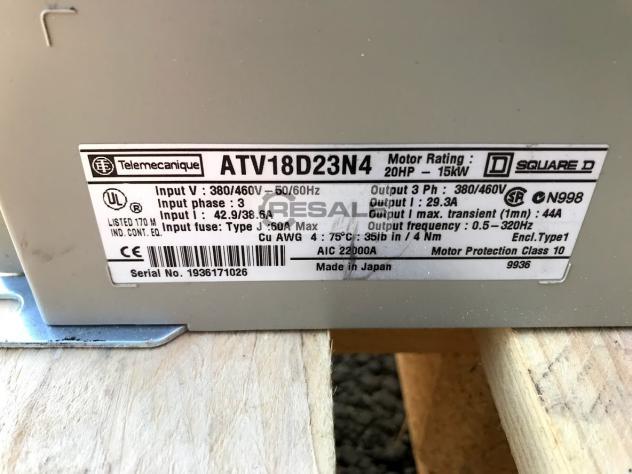 Telemecanique ATV18D23N4 Motor Rating : 20HP - 15kW SQUARE D
Input V : 380/460V-50/60Hz Output 3 Ph : 380/460V
Input phase : 3 Output I : 29.3A
Input I : 42.9/38.6A Output I max. transient (1mn) : 44A
Input fuse: Type J :60A Max Output frequency : 0.5-320Hz
Cu AWG 4 : 75°C : 35lb in / 4 Nm Encl.Type1
UL
LISTED 170 M
IND. CONT. EQ.
N998
CE AIC 22000A Motor Protection Class 10
Serial No. 1936171026 Made in Japan 9936
RESALE